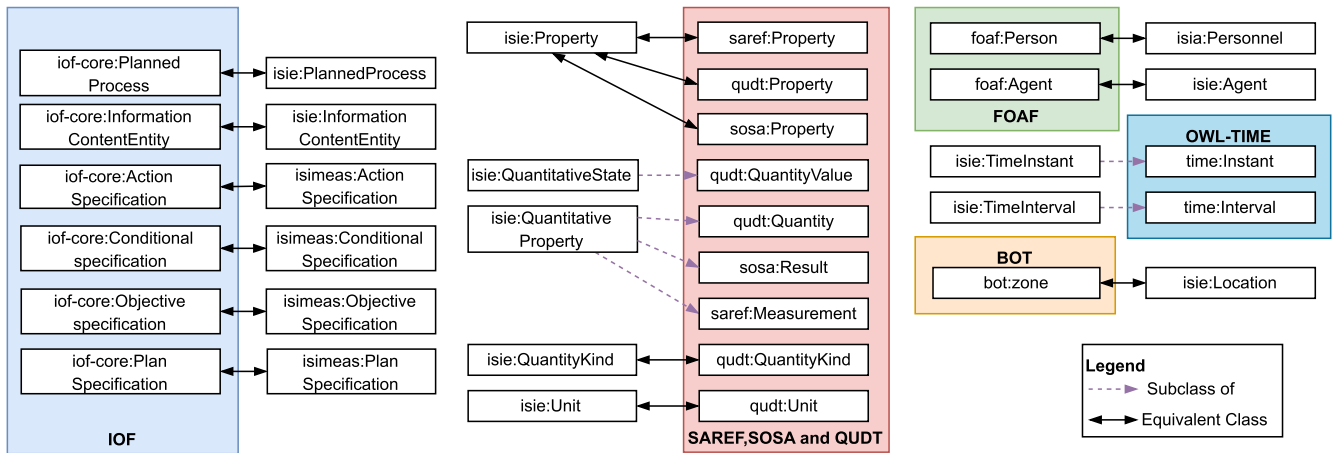 iof-core:Planned
Process
isie:PlannedProcess
iof-core:Information
ContentEntity
isie:Information
ContentEntity
iof-core:Action
Specification
isimeas:Action
Specification
iof-core:Conditional
specification
isimeas:Conditional
Specification
iof-core:Objective
specification
isimeas:Objective
Specification
iof-core:Plan
Specification
isimeas:Plan
Specification
IOF
isie:Property
saref:Property
qudt:Property
sosa:Property
isie:QuantitativeState
qudt:QuantityValue
isie:Quantitative
Property
qudt:Quantity
sosa:Result
saref:Measurement
isie:QuantityKind
qudt:QuantityKind
isie:Unit
qudt:Unit
SAREF,SOSA and QUDT
foaf:Person
isia:Personnel
foaf:Agent
isie:Agent
FOAF
OWL-TIME
isie:TimeInstant
time:Instant
isie:TimeInterval
time:Interval
BOT
bot:zone
isie:Location
Legend
Subclass of
Equivalent Class